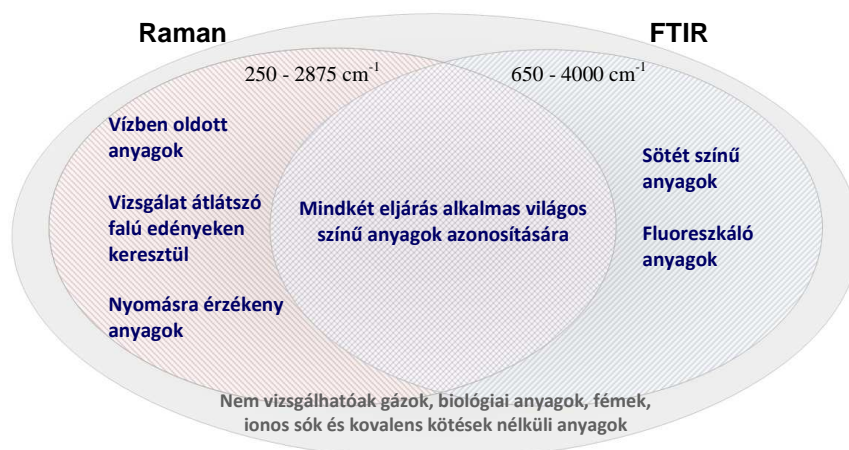 Raman
FTIR
250 - 2875 cm⁻¹
650 - 4000 cm⁻¹
Vízben oldott
anyagok
Vizsgálat átlátszó
falú edényeken
keresztül
Nyomásra érzékeny
anyagok
Mindkét eljárás alkalmas világos
színű anyagok azonosítására
Sötét színű
anyagok
Fluoreszkáló
anyagok
Nem vizsgálhatóak gázok, biológiai anyagok, fémek,
ionos sók és kovalens kötések nélküli anyagok